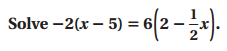 Solve −2(x − 5) = 6(2 − 1/2x).